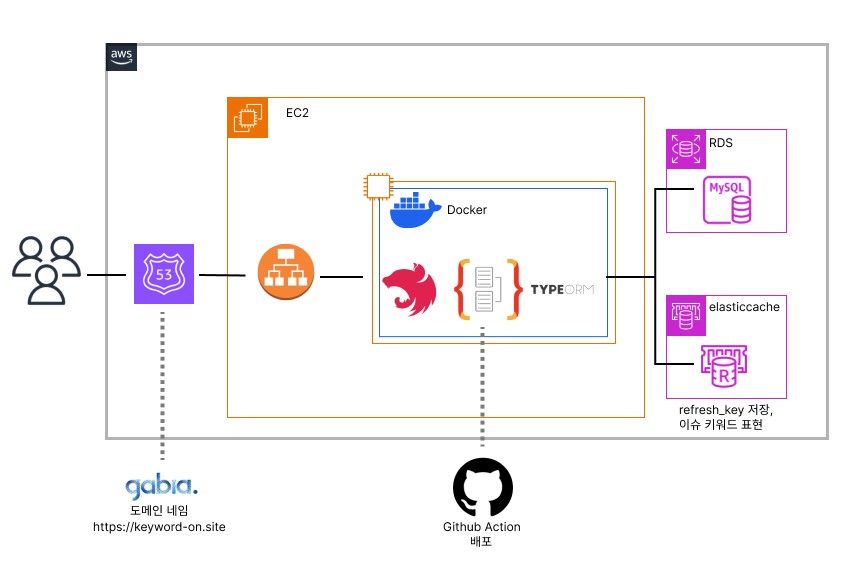 aws
EC2
RDS
MySQL
Docker
53
TYPEORM
elasticcache
R
refresh_key 저장,
이슈 키워드 표현
gabia.
도메인 네임
https://keyword-on.site
Github Action
배포